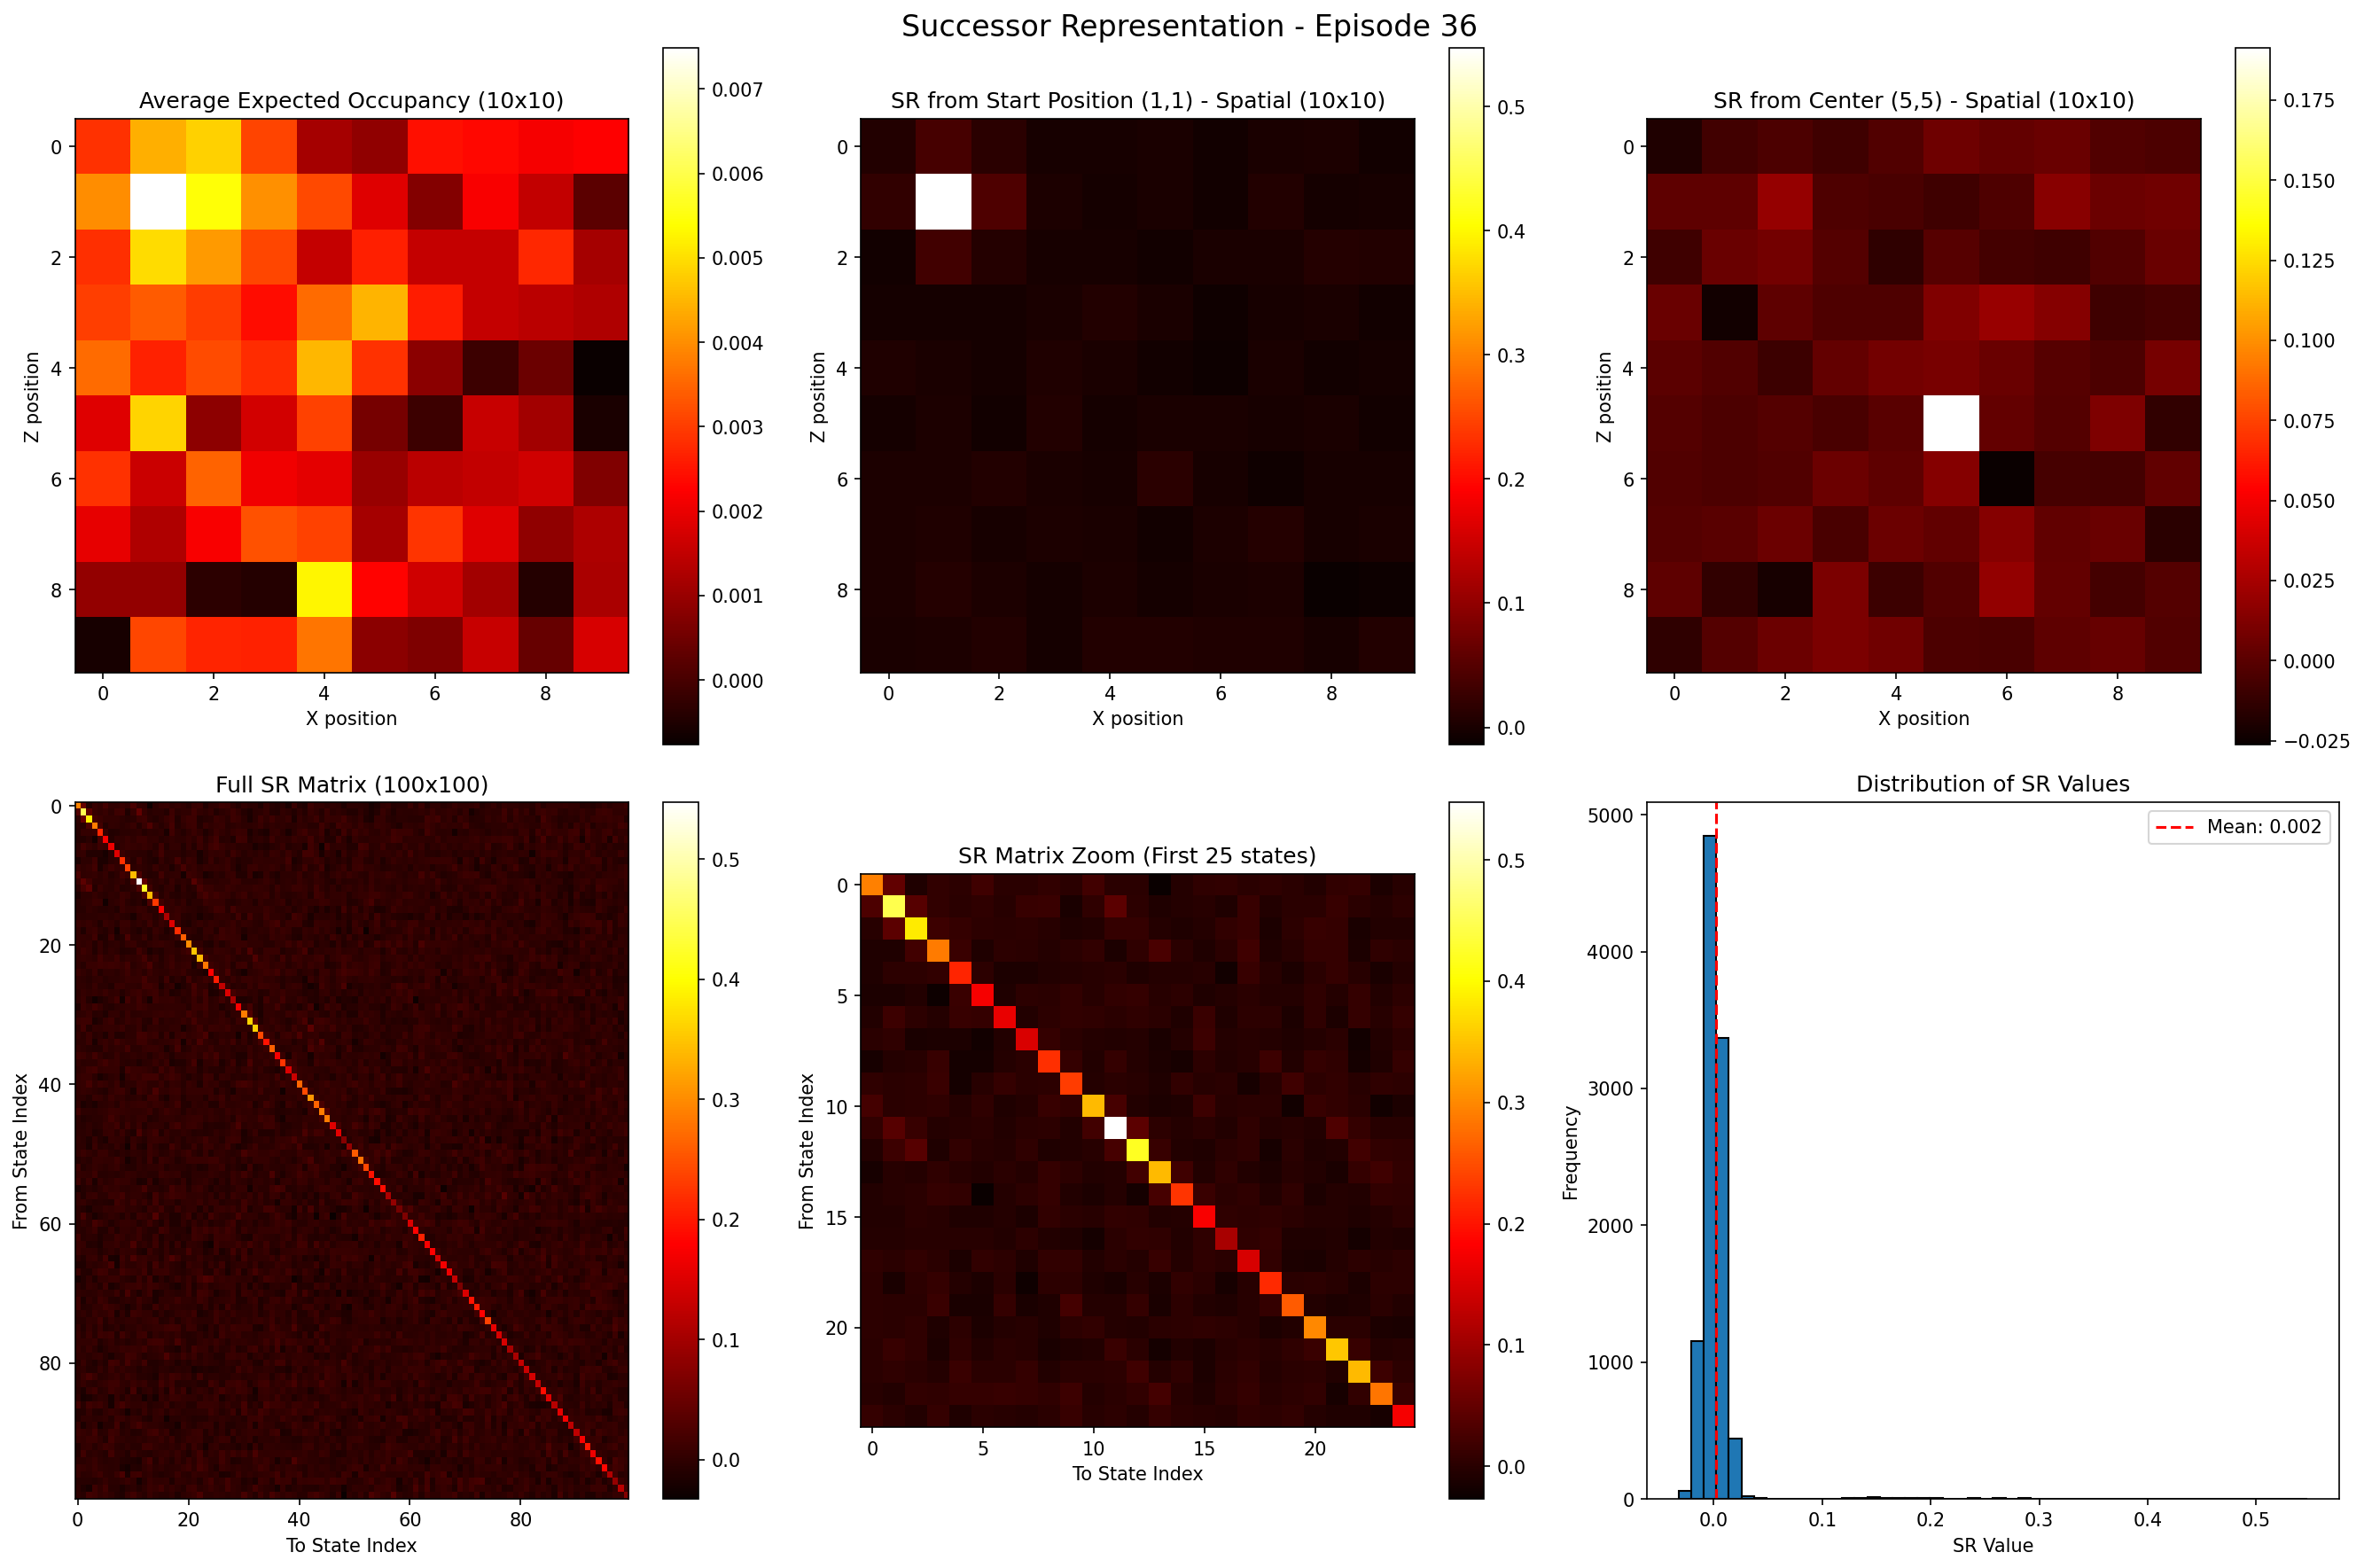 Successor Representation - Episode 36
Average Expected Occupancy (10x10)
Z position
0
2
4
6
8
0 2 4 6 8
X position
0.007
0.006
0.005
0.004
0.003
0.002
0.001
0.000
SR from Start Position (1,1) - Spatial (10x10)
Z position
0
2
4
6
8
0 2 4 6 8
X position
0.5
0.4
0.3
0.2
0.1
0.0
SR from Center (5,5) - Spatial (10x10)
Z position
0
2
4
6
8
0 2 4 6 8
X position
0.175
0.150
0.125
0.100
0.075
0.050
0.025
0.000
−0.025
Full SR Matrix (100x100)
From State Index
0
20
40
60
80
0 20 40 60 80
To State Index
0.5
0.4
0.3
0.2
0.1
0.0
SR Matrix Zoom (First 25 states)
From State Index
0
5
10
15
20
0 5 10 15 20
To State Index
0.5
0.4
0.3
0.2
0.1
0.0
Distribution of SR Values
Mean: 0.002
Frequency
5000
4000
3000
2000
1000
0
0.0 0.1 0.2 0.3 0.4 0.5
SR Value